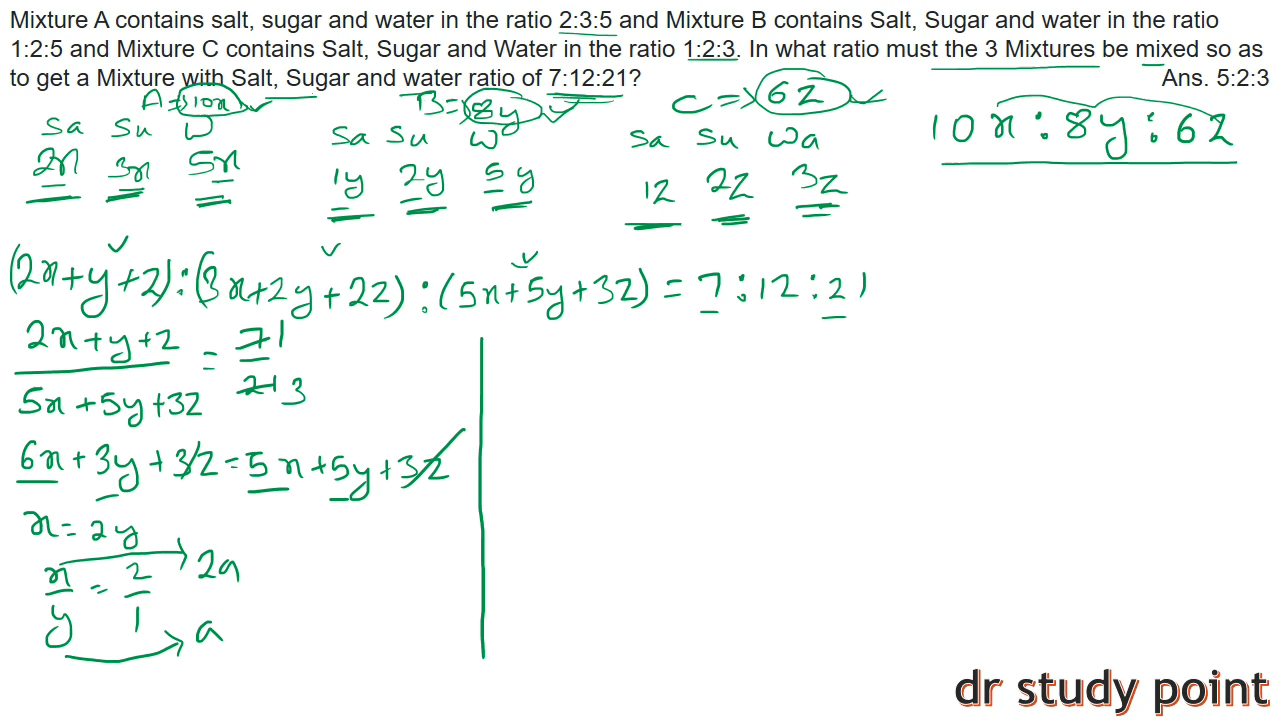 Mixture A contains salt, sugar and water in the ratio 2:3:5 and Mixture B contains Salt, Sugar and water in the ratio
1:2:5 and Mixture C contains Salt, Sugar and Water in the ratio 1:2:3. In what ratio must the 3 Mixtures be mixed so as
to get a Mixture with Salt, Sugar and water ratio of 7:12:21? Ans. 5:2:3
A => 10x B => 8y C => 6z
Sa Su W Sa Su W Sa Su Wa
2x 3x 5x 1y 2y 5y 1z 2z 3z
10x : 8y : 6z
(2x+y+z) : (3x+2y+2z) : (5x+5y+3z) = 7 : 12 : 21
2x+y+z = 7 1
5x+5y+3z 21 3
6x + 3y + 3z = 5x + 5y + 3z
x = 2y
x = 2 2a
y 1 a
dr study point